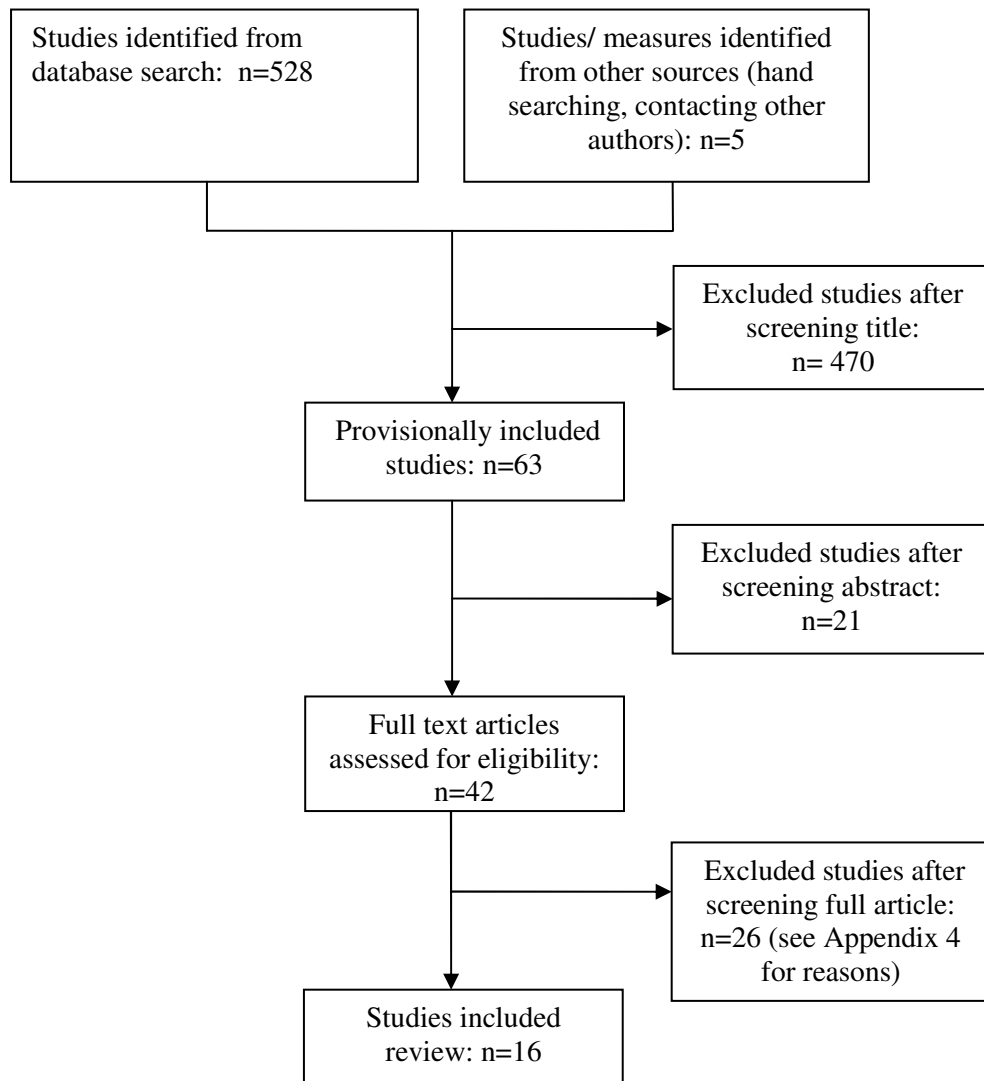 Studies identified from
database search:  n=528
Studies/ measures identified
from other sources (hand
searching, contacting other
authors): n=5
Excluded studies after
screening title:
n= 470
Provisionally included
studies: n=63
Excluded studies after
screening abstract:
n=21
Full text articles
assessed for eligibility:
n=42
Excluded studies after
screening full article:
n=26 (see Appendix 4
for reasons)
Studies included
review: n=16